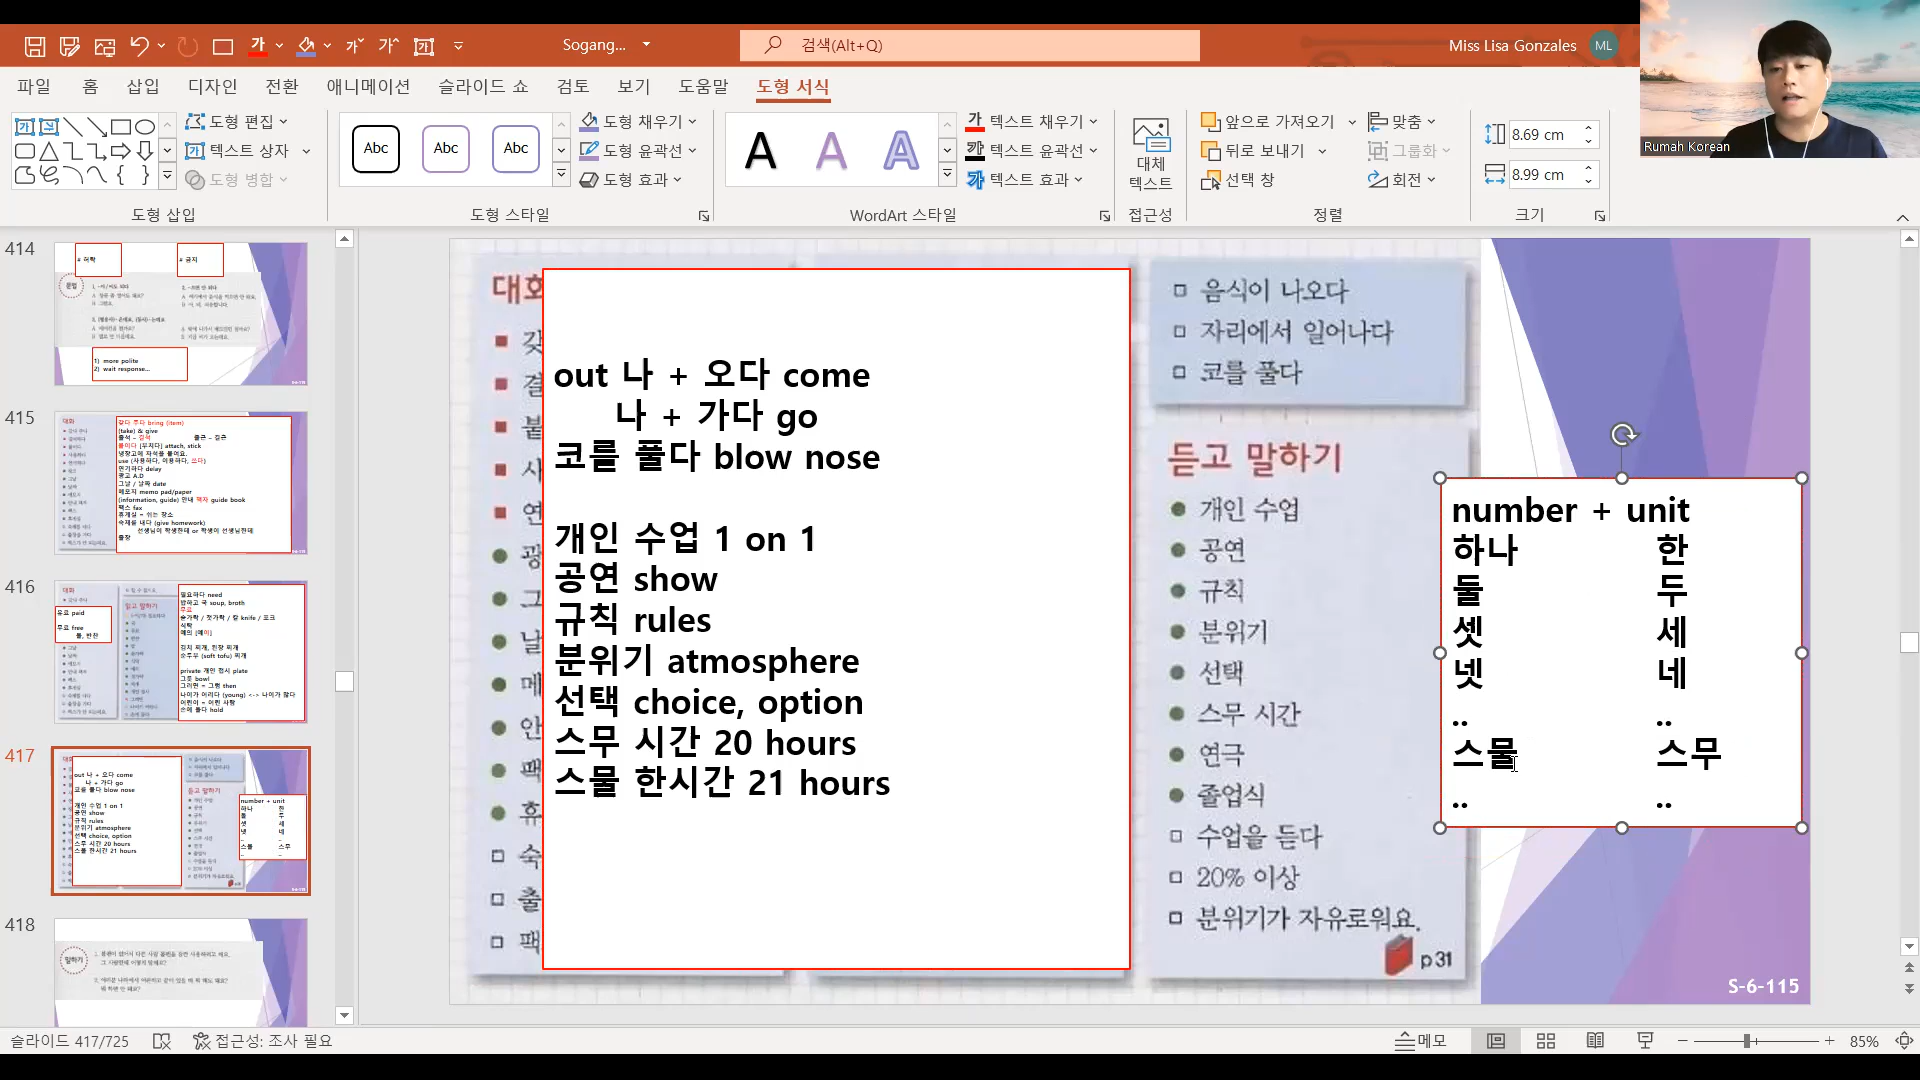 Sogang...
검색(Alt+Q)
Miss Lisa Gonzales
ML
Rumah Korean
파일
홈
삽입
디자인
전환
애니메이션
슬라이드 쇼
검토
보기
도움말
도형 서식
도형 편집
텍스트 상자
도형 병합
도형 삽입
Abc
Abc
Abc
도형 채우기
도형 윤곽선
도형 효과
도형 스타일
A
A
A
텍스트 채우기
텍스트 윤곽선
텍스트 효과
WordArt 스타일
대체
텍스트
접근성
앞으로 가져오기
뒤로 보내기
선택 창
맞춤
그룹화
회전
정렬
8.69 cm
8.99 cm
크기
414
415
416
417
418
대화
out 나 + 오다 come
나 + 가다 go
코를 풀다 blow nose
개인 수업 1 on 1
공연 show
규칙 rules
분위기 atmosphere
선택 choice, option
스무 시간 20 hours
스물 한시간 21 hours
음식이 나오다
자리에서 일어나다
코를 풀다
듣고 말하기
개인 수업
공연
규칙
분위기
선택
스무 시간
연극
졸업식
수업을 듣다
20% 이상
분위기가 자유로워요.
p31
number + unit
하나 한
둘 두
셋 세
넷 네
.. ..
스물 스무
.. ..
S-6-115
슬라이드 417/725
접근성: 조사 필요
메모
85%